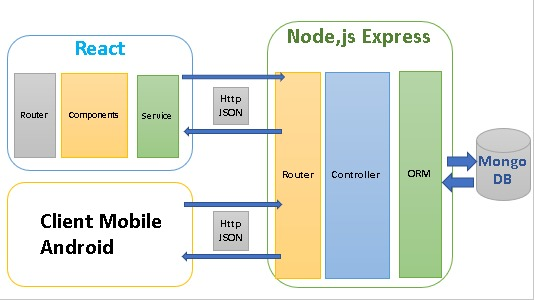 React
Router
Components
Service
Http
JSON
Node,js Express
Router
Controller
ORM
Mongo
DB
Client Mobile
Android
Http
JSON